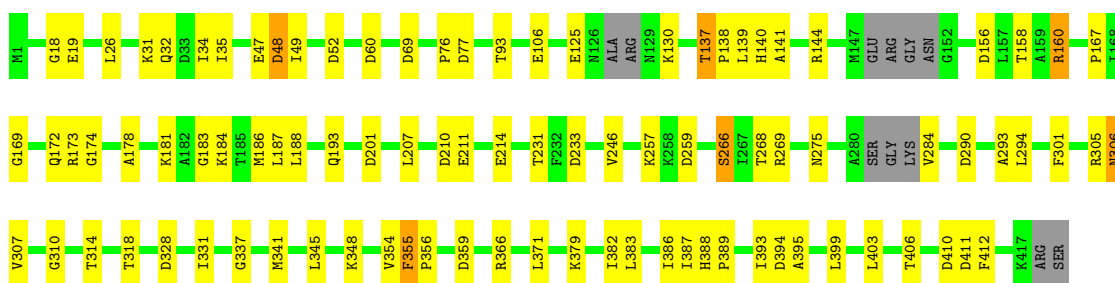 M1 G18 E19 L26 K31 Q32 D33 I34 I35 E47 D48 I49 D52 D60 D69 P76 D77 T93 E106 E125 N126 ALA ARG N129 K130 T137 P138 L139 H140 A141 R144 M147 GLU ARG GLY ASN G152 D156 L157 T158 A159 R160 P167 I168
G169 Q172 R173 G174 A178 K181 A182 G183 K184 T185 M186 L187 L188 Q193 D201 L207 D210 E211 E214 T231 F232 D233 V246 K257 K258 D259 S266 I267 T268 R269 N275 A280 SER GLY LYS V284 D290 A293 L294 F301 R305 N306
V307 G310 T314 T318 D328 I331 G337 M341 L345 K348 V354 F355 P356 D359 R366 L371 K379 I382 L383 I386 I387 H388 P389 I393 D394 A395 L399 L403 T406 D410 D411 F412 K417 ARG SER